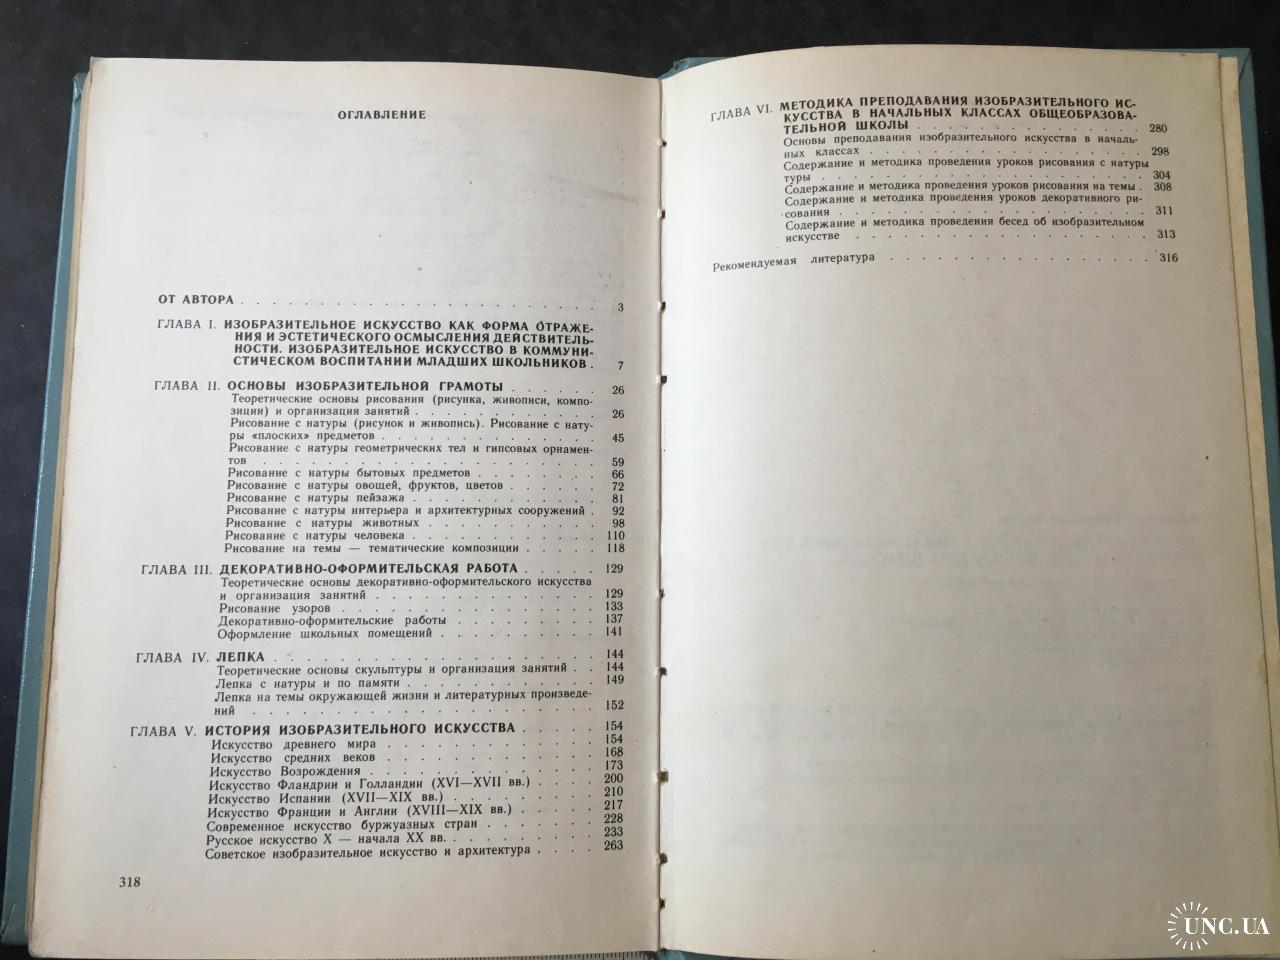 ОГЛАВЛЕНИЕ
ОТ АВТОРА . . . . . . . . . . . . . . . . . . . . 3
ГЛАВА I. ИЗОБРАЗИТЕЛЬНОЕ ИСКУССТВО КАК ФОРМА ОТРАЖЕ-
НИЯ И ЭСТЕТИЧЕСКОГО ОСМЫСЛЕНИЯ ДЕЙСТВИТЕЛЬ-
НОСТИ. ИЗОБРАЗИТЕЛЬНОЕ ИСКУССТВО В КОММУНИ-
СТИЧЕСКОМ ВОСПИТАНИИ МЛАДШИХ ШКОЛЬНИКОВ . 7
ГЛАВА II. ОСНОВЫ ИЗОБРАЗИТЕЛЬНОЙ ГРАМОТЫ . . . . . . 26
Теоретические основы рисования (рисунка, живописи, компо-
зиции) и организация занятий . . . . . . . . . . . 26
Рисование с натуры (рисунок и живопись). Рисование с нату-
ры «плоских» предметов . . . . . . . . . . . . . 45
Рисование с натуры геометрических тел и гипсовых орнамен-
тов . . . . . . . . . . . . . . . . . . . . 59
Рисование с натуры бытовых предметов . . . . . . . 66
Рисование с натуры овощей, фруктов, цветов . . . . . . 72
Рисование с натуры пейзажа . . . . . . . . . . . . 81
Рисование с натуры интерьера и архитектурных сооружений . 92
Рисование с натуры животных . . . . . . . . . . . 98
Рисование с натуры человека . . . . . . . . . . . . 110
Рисование на темы — тематические композиции . . . . . 118
ГЛАВА III. ДЕКОРАТИВНО-ОФОРМИТЕЛЬСКАЯ РАБОТА . . . . . 129
Теоретические основы декоративно-оформительского искусства
и организация занятий . . . . . . . . . . . . . . 129
Рисование узоров . . . . . . . . . . . . . . . . 133
Декоративно-оформительские работы . . . . . . . . . 137
Оформление школьных помещений . . . . . . . . . . 141
ГЛАВА IV. ЛЕПКА . . . . . . . . . . . . . . . . . . . . 144
Теоретические основы скульптуры и организация занятий . . 144
Лепка с натуры и по памяти . . . . . . . . . . . . 149
Лепка на темы окружающей жизни и литературных произведе-
ний . . . . . . . . . . . . . . . . . . . . . 152
ГЛАВА V. ИСТОРИЯ ИЗОБРАЗИТЕЛЬНОГО ИСКУССТВА . . . . . 154
Искусство древнего мира . . . . . . . . . . . . . 154
Искусство средних веков . . . . . . . . . . . . . 168
Искусство Возрождения . . . . . . . . . . . . . . 173
Искусство Фландрии и Голландии (XVI—XVII вв.) . . . . 200
Искусство Испании (XVII—XIX вв.) . . . . . . . . . 210
Искусство Франции и Англии (XVIII—XIX вв.) . . . . . 217
Современное искусство буржуазных стран . . . . . . . 228
Русское искусство X — начала XX вв. . . . . . . . . . 233
Советское изобразительное искусство и архитектура . . . . 263
318
ГЛАВА VI. МЕТОДИКА ПРЕПОДАВАНИЯ ИЗОБРАЗИТЕЛЬНОГО ИС-
КУССТВА В НАЧАЛЬНЫХ КЛАССАХ ОБЩЕОБРАЗОВА-
ТЕЛЬНОЙ ШКОЛЫ . . . . . . . . . . . . . . 280
Основы преподавания изобразительного искусства в началь-
ных классах . . . . . . . . . . . . . . . . . 298
Содержание и методика проведения уроков рисования с натуры
туры . . . . . . . . . . . . . . . . . . . . 304
Содержание и методика проведения уроков рисования на темы . 308
Содержание и методика проведения уроков декоративного ри-
сования . . . . . . . . . . . . . . . . . . . 311
Содержание и методика проведения бесед об изобразительном
искусстве . . . . . . . . . . . . . . . . . . 313
Рекомендуемая литература . . . . . . . . . . . . . . . . 316
UNC.UA